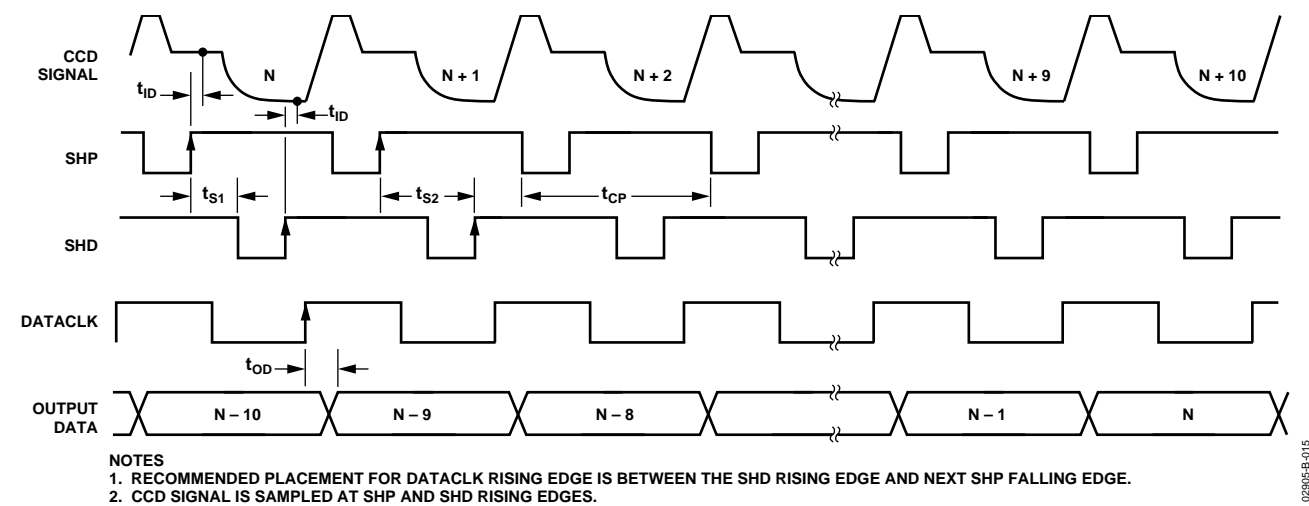 CCD
SIGNAL
N
N + 1
N + 2
N + 9
N + 10
tID
tID
SHP
tS1
tS2
tCP
SHD
DATACLK
tOD
OUTPUT
DATA
N – 10
N – 9
N – 8
N – 1
N
NOTES
1. RECOMMENDED PLACEMENT FOR DATACLK RISING EDGE IS BETWEEN THE SHD RISING EDGE AND NEXT SHP FALLING EDGE.
2. CCD SIGNAL IS SAMPLED AT SHP AND SHD RISING EDGES.
02905-B-015